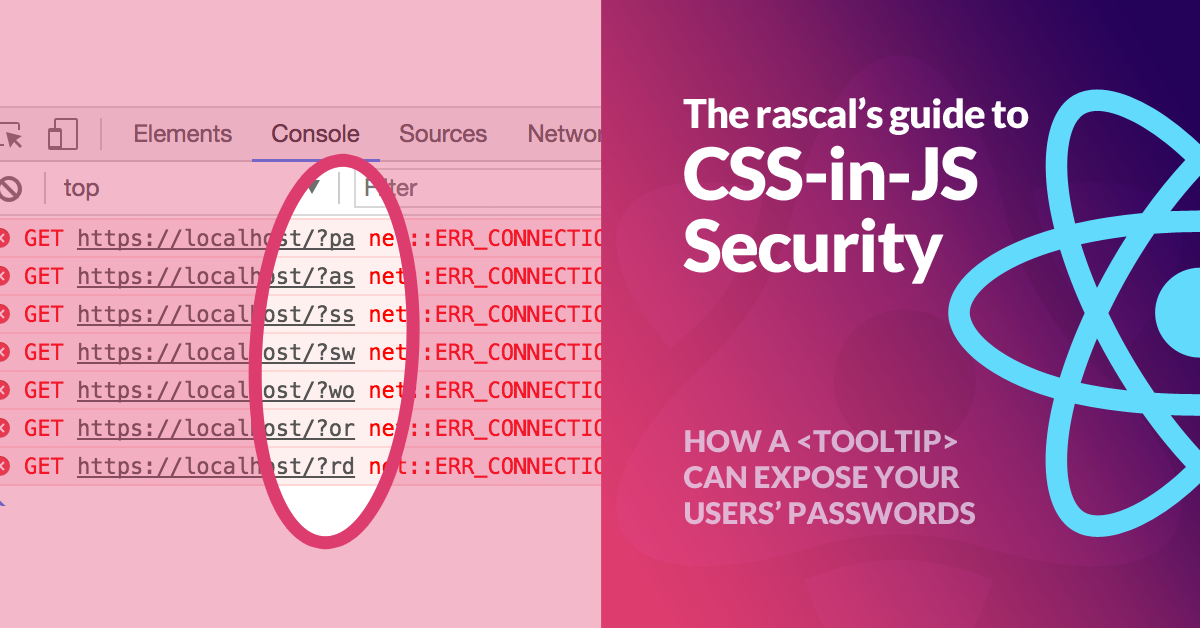 Elements Console Sources Networ
top Filter
GET https://localhost/?pa net::ERR_CONNECTIO
GET https://localhost/?as net::ERR_CONNECTIO
GET https://localhost/?ss net::ERR_CONNECTIO
GET https://localhost/?sw net::ERR_CONNECTIO
GET https://localhost/?wo net::ERR_CONNECTIO
GET https://localhost/?or net::ERR_CONNECTIO
GET https://localhost/?rd net::ERR_CONNECTIO
The rascal’s guide to
CSS-in-JS
Security
HOW A <TOOLTIP>
CAN EXPOSE YOUR
USERS’ PASSWORDS